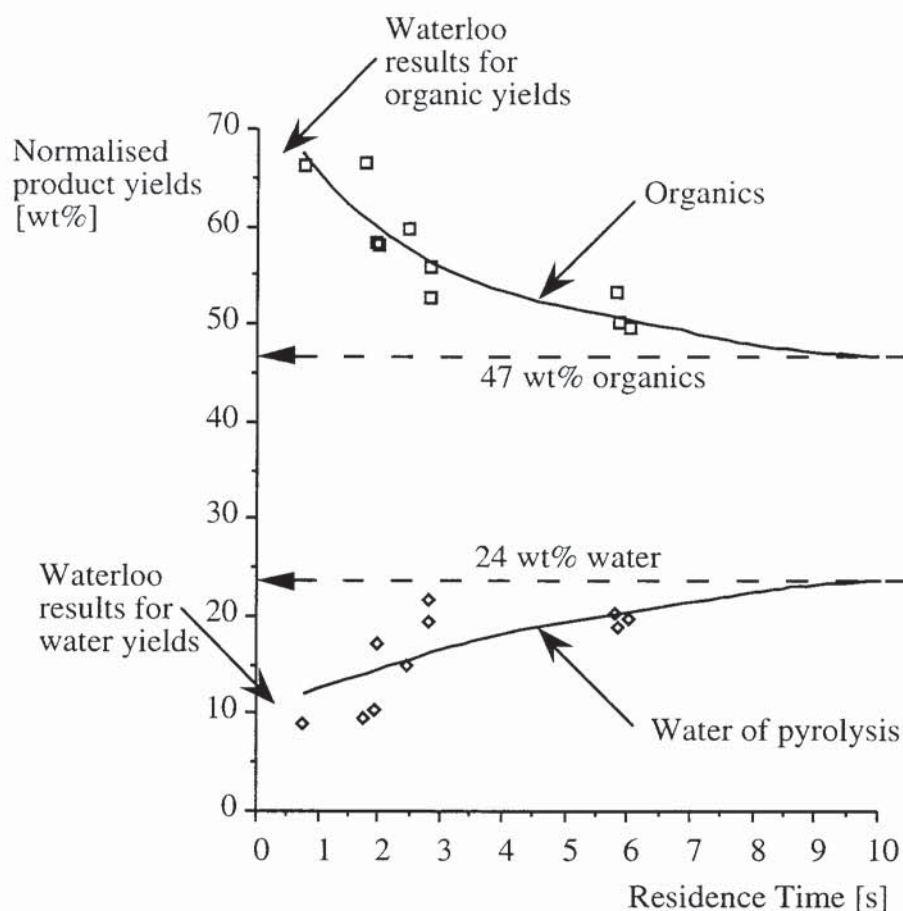 Waterloo
results for
organic yields
Normalised
product yields
[wt%]
70
60
50
40
30
20
10
0
Organics
47 wt% organics
24 wt% water
Waterloo
results for
water yields
Water of pyrolysis
0 1 2 3 4 5 6 7 8 9 10
Residence Time [s]